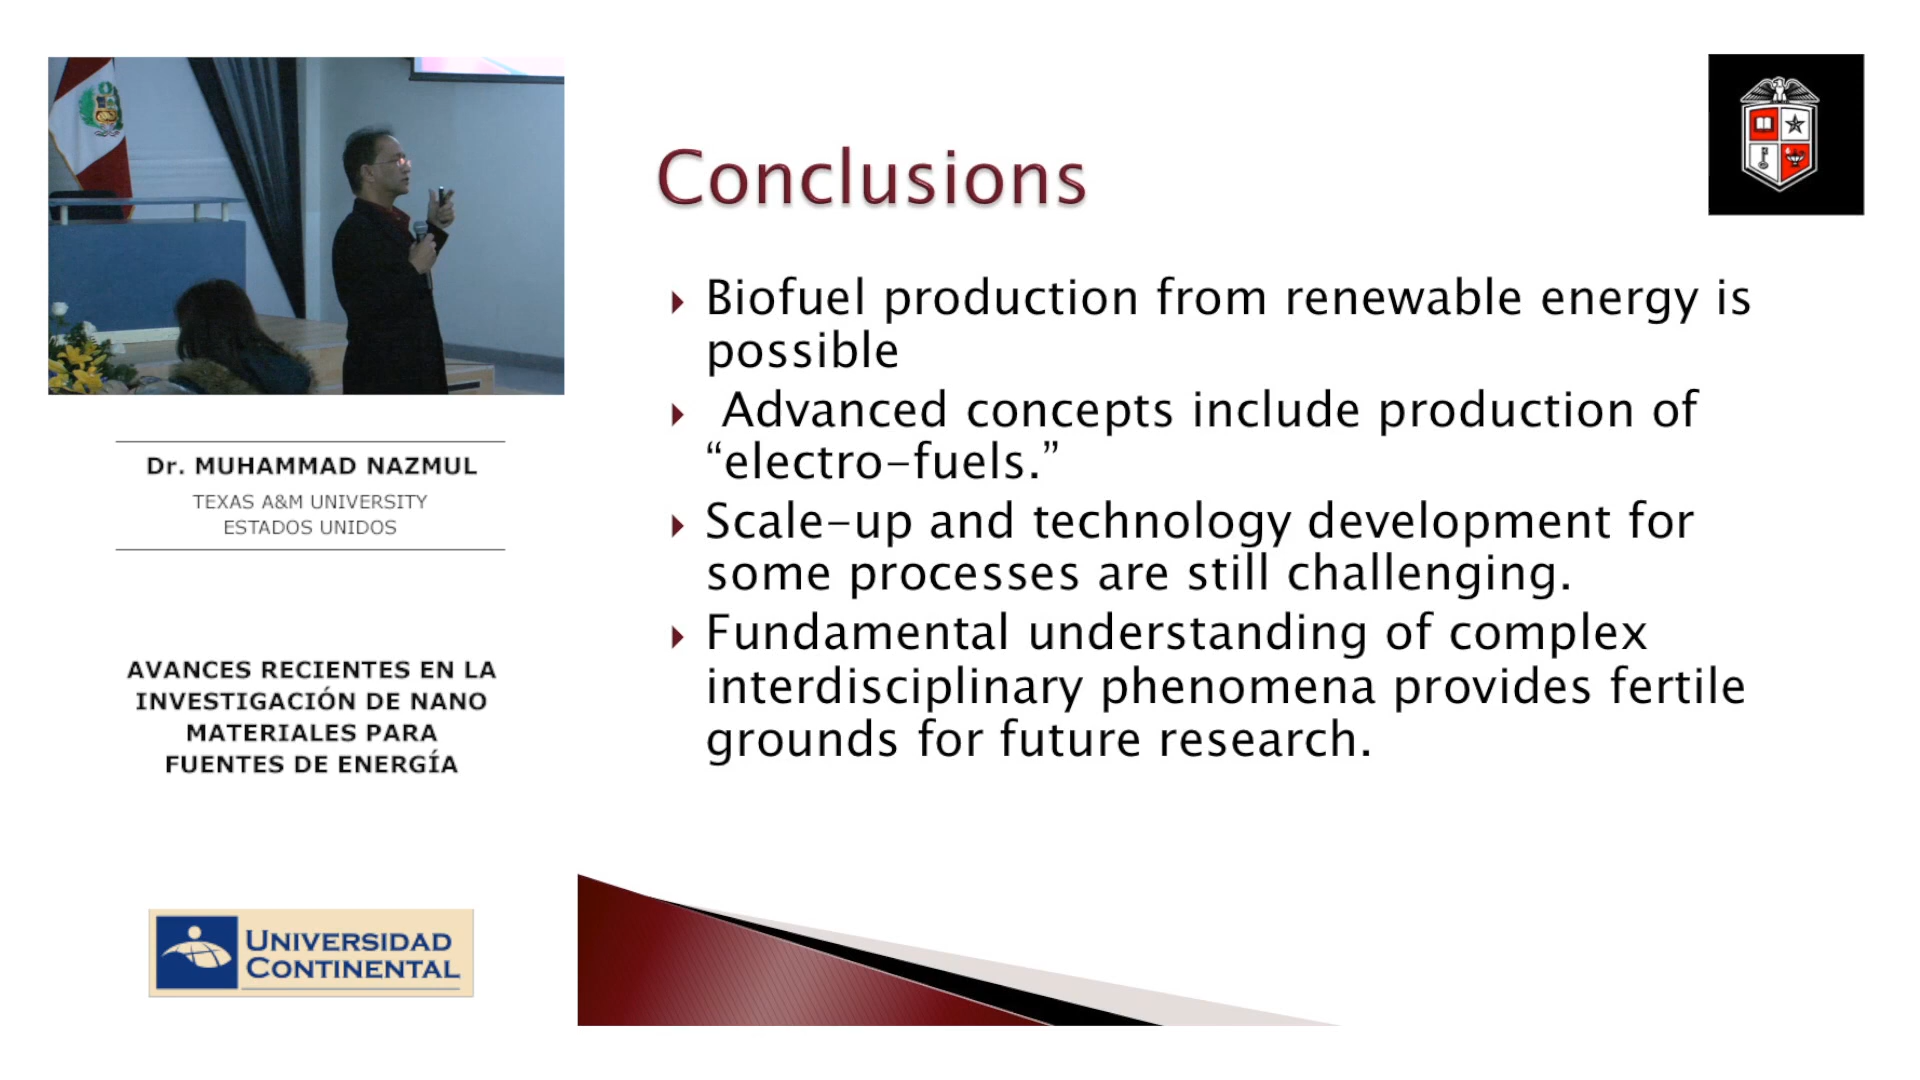 Dr. MUHAMMAD NAZMUL
TEXAS A&M UNIVERSITY
ESTADOS UNIDOS
AVANCES RECIENTES EN LA
INVESTIGACIÓN DE NANO
MATERIALES PARA
FUENTES DE ENERGÍA
UNIVERSIDAD
CONTINENTAL
Conclusions
Biofuel production from renewable energy is
possible
Advanced concepts include production of
“electro-fuels.”
Scale-up and technology development for
some processes are still challenging.
Fundamental understanding of complex
interdisciplinary phenomena provides fertile
grounds for future research.